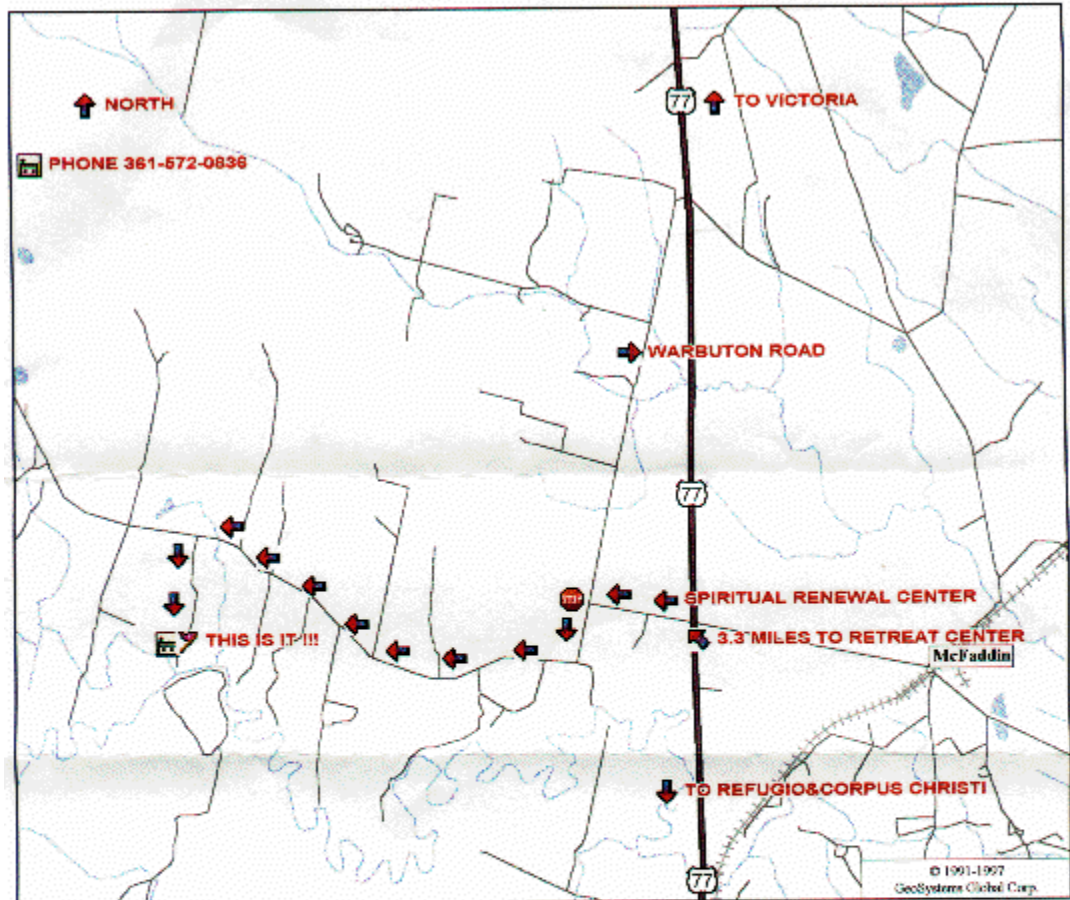 NORTH
77
TO VICTORIA
PHONE 361-572-0836
WARBUTON ROAD
77
STOP
SPIRITUAL RENEWAL CENTER
THIS IS IT !!!
3.3 MILES TO RETREAT CENTER
McFaddin
TO REFUGIO&CORPUS CHRISTI
77
© 1991-1997
GeoSystems Global Corp.